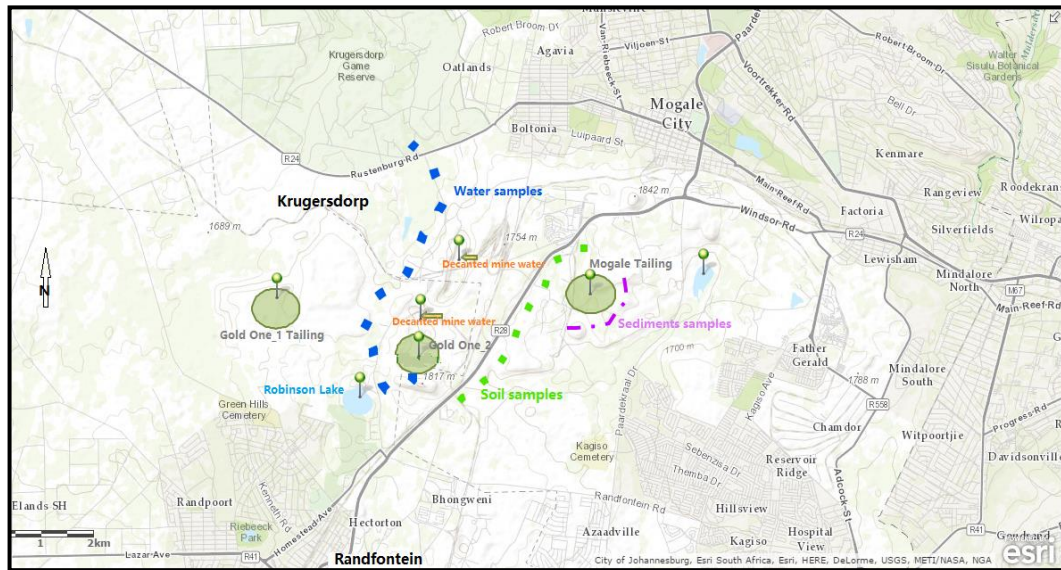 Mansieville
Robert Broom Dr
Viljoen St
Paardekraal
Voortrekker-Rd
Robert-Broom-Dr
Muldersdrift
Krugersdorp
Game
Reserve
Agavia
Oatlands
Van-Riebeeck-St
Walter
Sisulu Botanical
Gardens
Mogale
City
Bell Dr
Boltonia
Luipaard St
R24
Rustenburg Rd
Kenmare
Water samples
1842 m
Main-Reef-Rd
Rangeview
Roodekrans
Krugersdorp
Windsor-Rd
Factoria
Wilropa
1689 m
1754 m
R24
Silverfields
Lewisham
Decanted mine water
Mogale Tailing
Mindalore
North
M67
Main-Reef-Rd
N
R28
Gold One_1 Tailing
Decanted mine water
Sediments samples
Gold One_2
1700 m
Father
Gerald
1817 m
1788 m
Mindalore
South
Robinson Lake
Soil samples
Green-Hills
Cemetery
Paardekraal Dr
Kagiso Ave
R558
Progress-Rd
Chamdor
Witpoortjie
Kagiso
Cemetery
Sebenzisa Dr
Reservoir
Ridge
Davidsonville
Themba Dr
Adcock-St
Elands SH
Randpoort
Kenneth Rd
Bhongweni
Randfontein Rd
Hillsview
Riebeeck
Park
Homestead-Ave
Hectorton
Azaadville
Kagiso
Hospital
View
Goudrand
1 2km
Lazar-Ave
R41
Randfontein
R41
City of Johannesburg, Esri South Africa, Esri, HERE, DeLorme, USGS, METI/NASA, NGA
esri